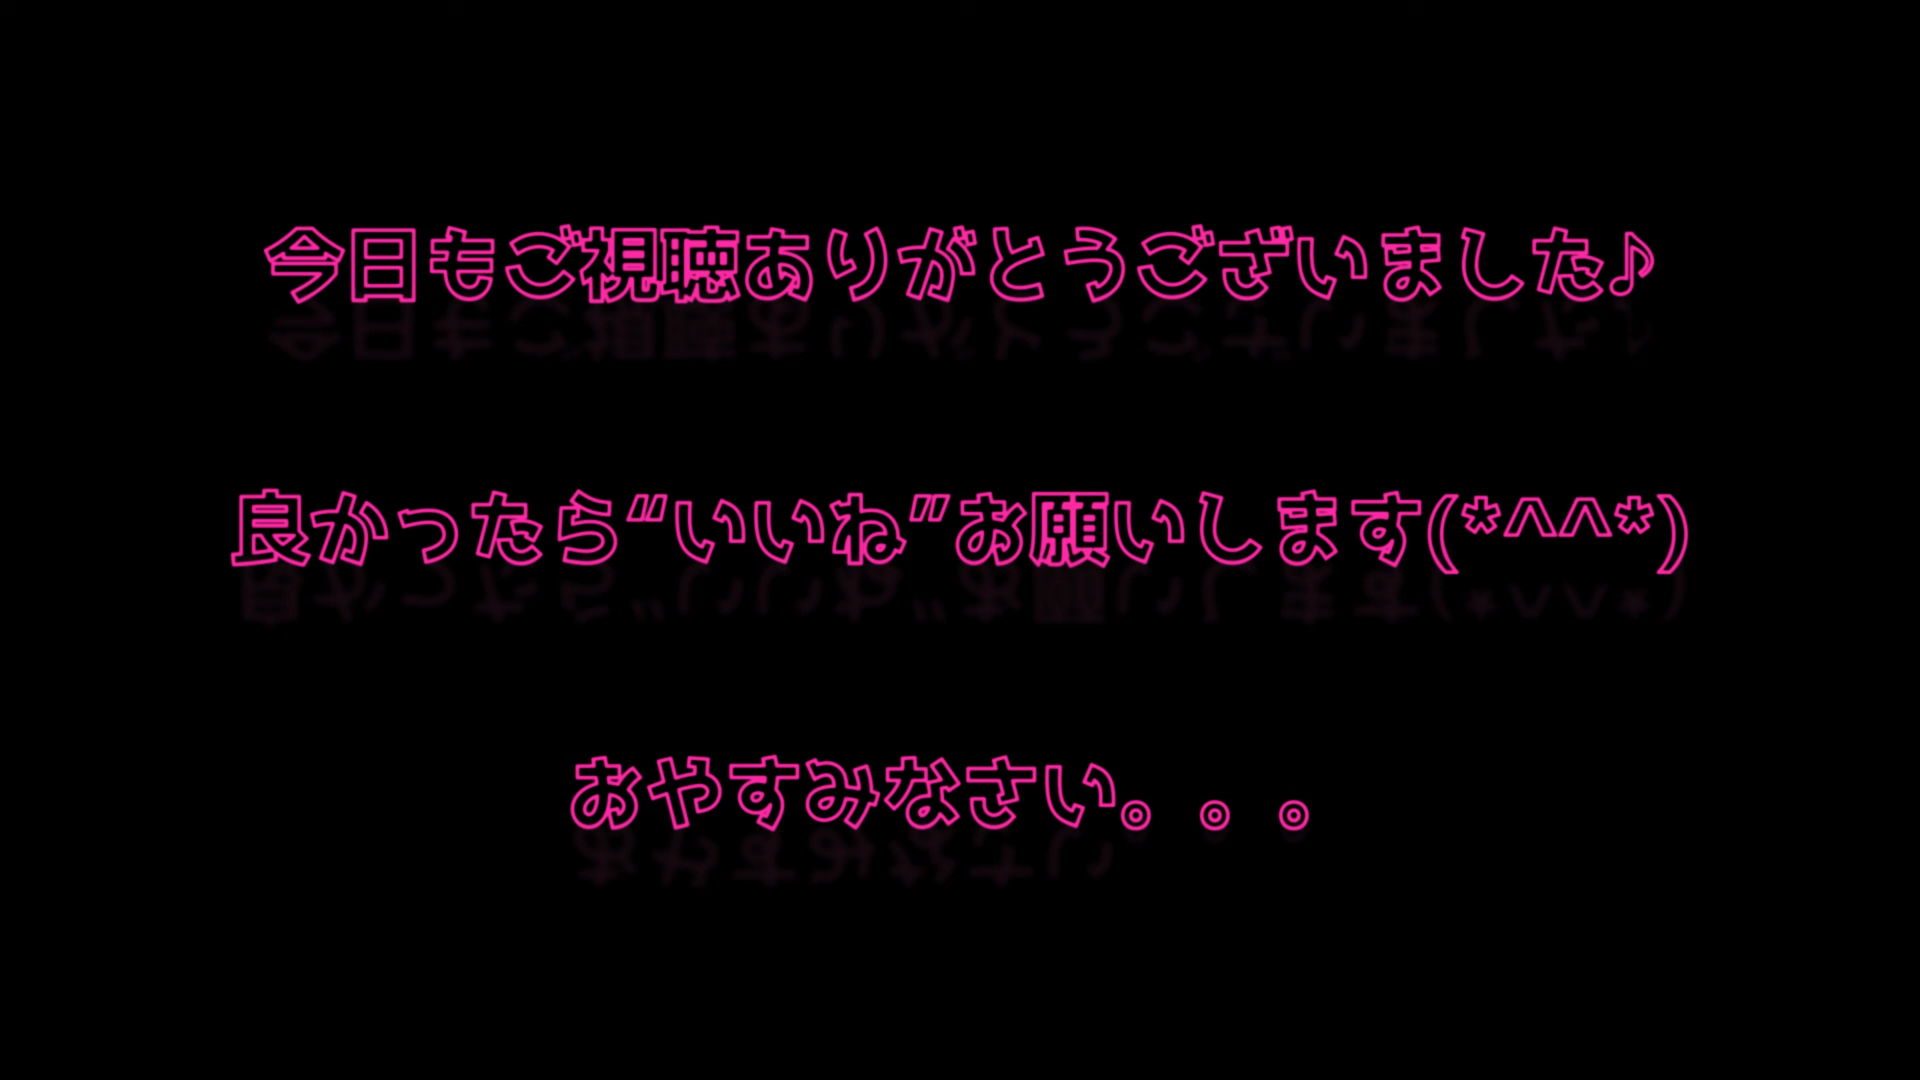 今日もご視聴ありがとうございました♪
良かったら“いいね”お願いします(*^^*)
おやすみなさい。。。